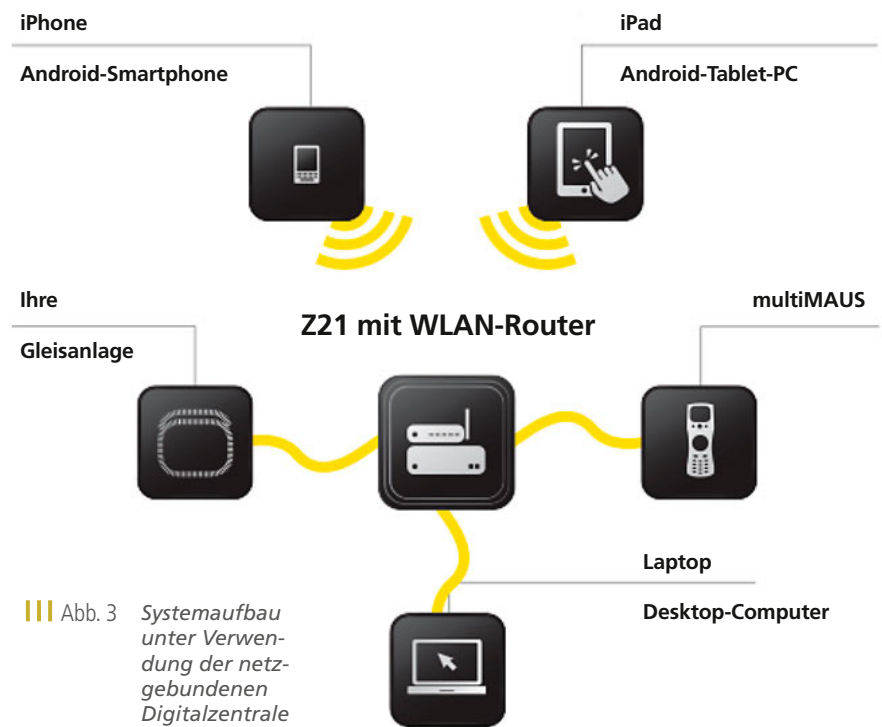 iPhone
iPad
Android-Smartphone
Android-Tablet-PC
Ihre
Gleisanlage
Z21 mit WLAN-Router
multiMAUS
Laptop
Desktop-Computer
Abb. 3 Systemaufbau
unter Verwen-
dung der netz-
gebundenen
Digitalzentrale